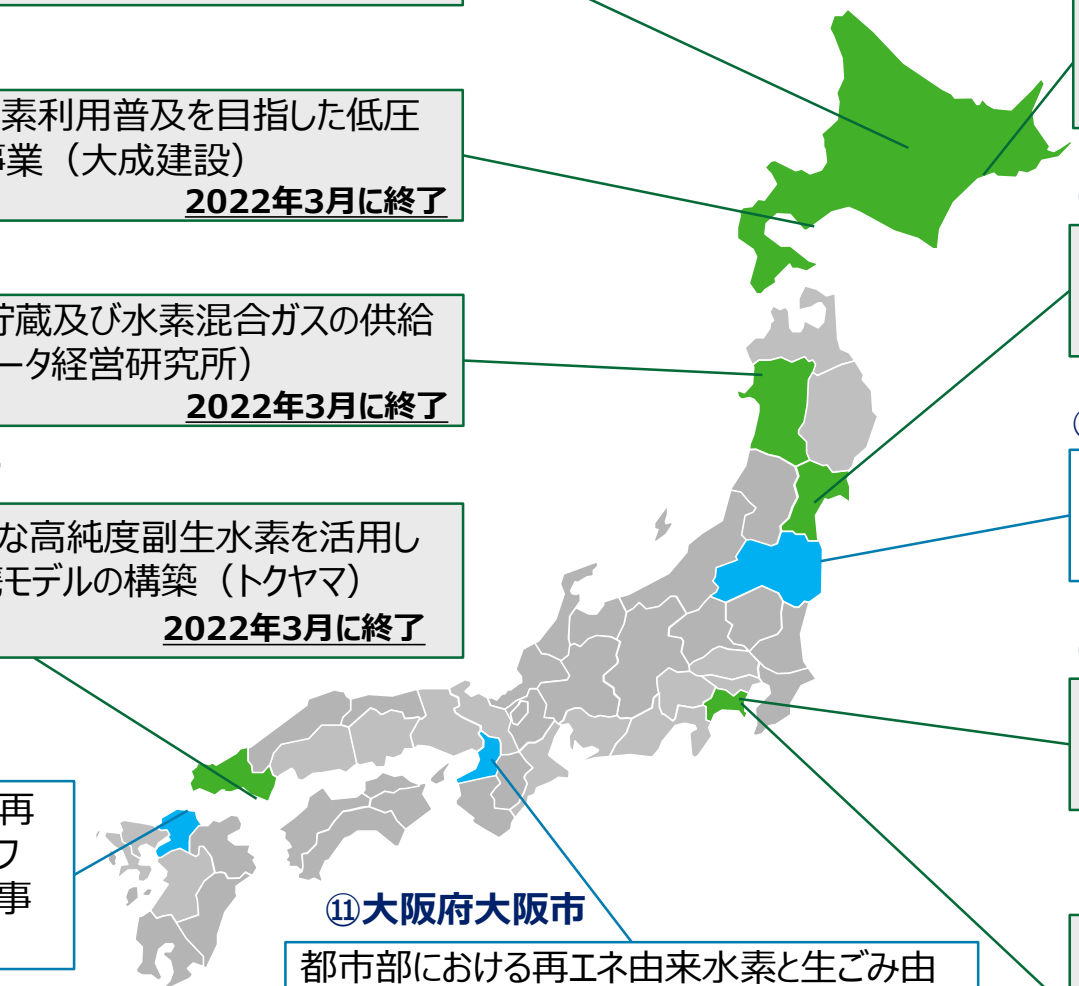 素利用普及を目指した低圧
事業（大成建設）
2022年3月に終了
貯蔵及び水素混合ガスの供給
ータ経営研究所）
2022年3月に終了
な高純度副生水素を活用し
携モデルの構築（トクヤマ）
2022年3月に終了
再
フ
事
⑪大阪府大阪市
都市部における再エネ由来水素と生ごみ由